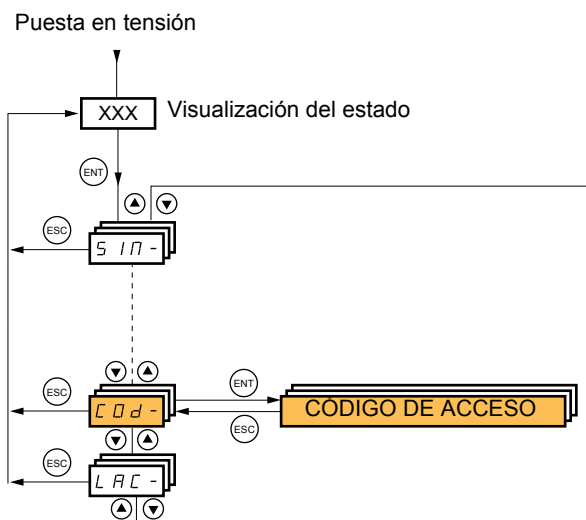 Puesta en tensión
XXX Visualización del estado
ENT
ESC
SIM-
ESC
ENT
COd-
CÓDIGO DE ACCESO
ESC
ESC
LAC-